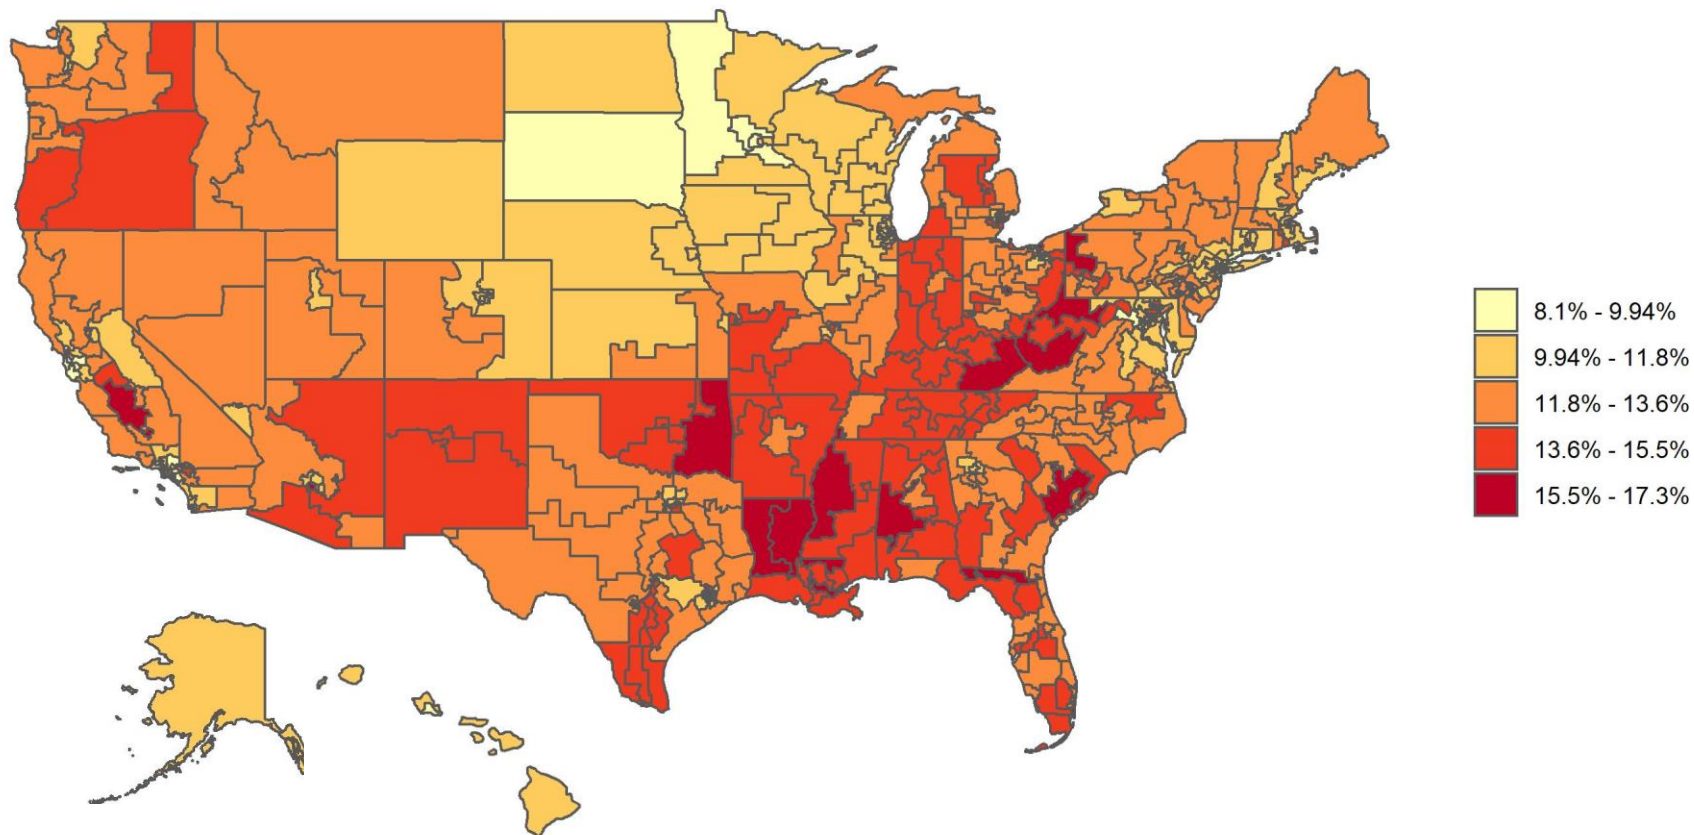 8.1% - 9.94%
9.94% - 11.8%
11.8% - 13.6%
13.6% - 15.5%
15.5% - 17.3%